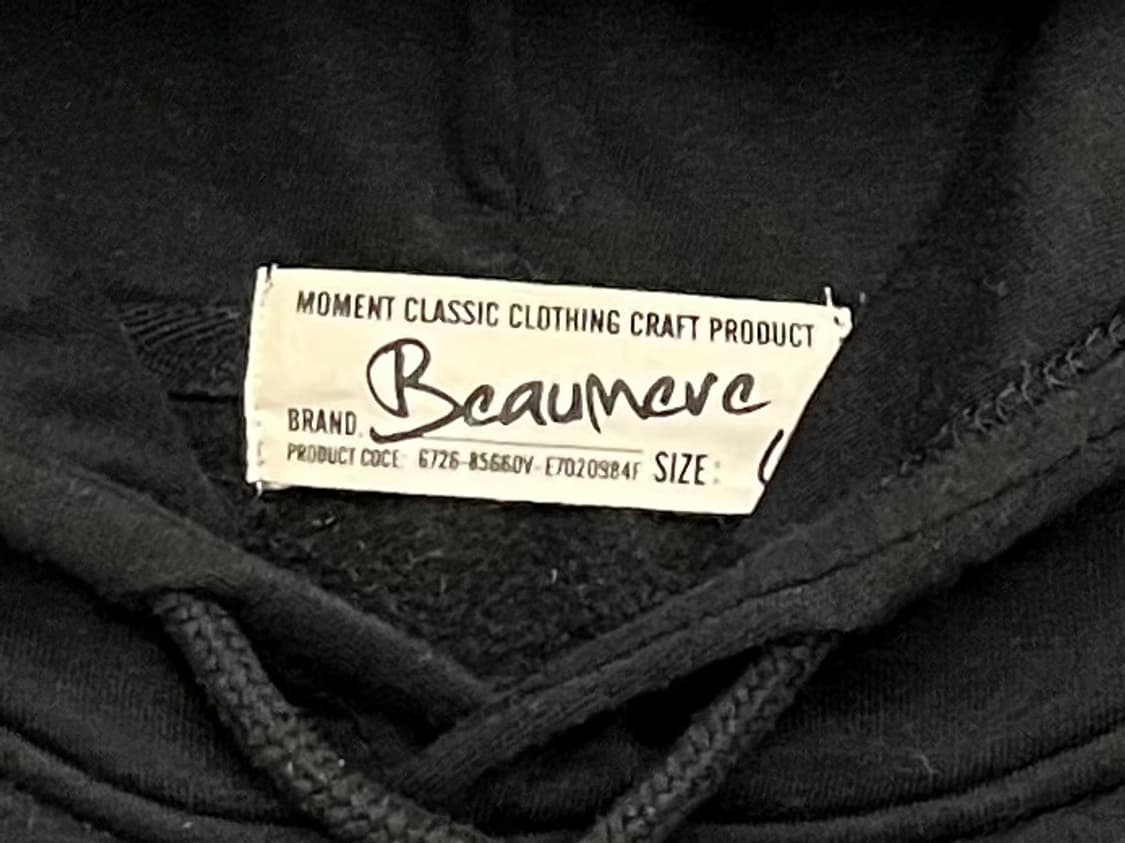 MOMENT CLASSIC CLOTHING CRAFT PRODUCT
BRAND. Beaumere
PRODUCT COCE: 6726-85660V-E7020984F SIZE: